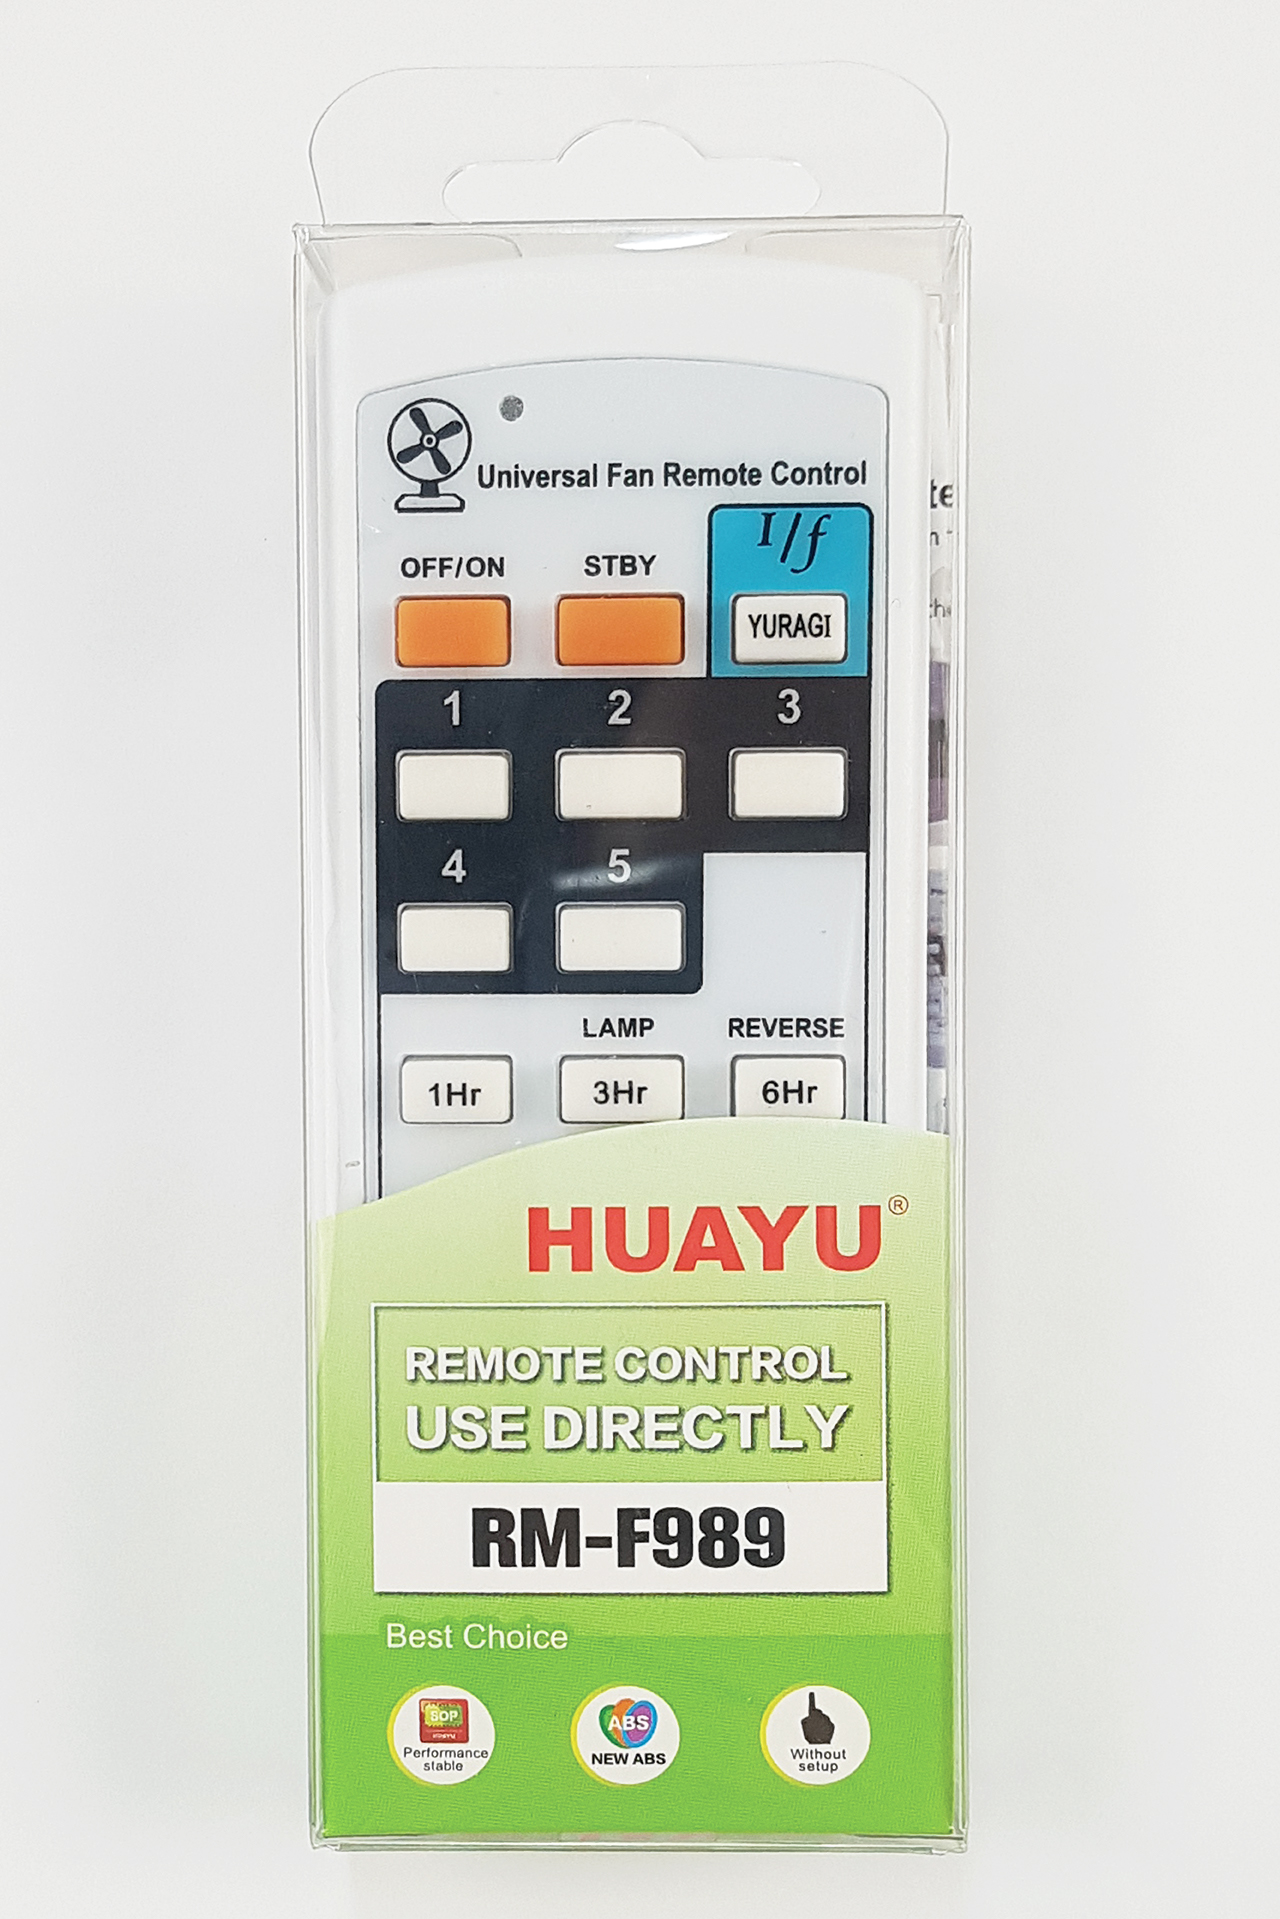 Universal Fan Remote Control
I/f
OFF/ON STBY
YURAGI
1 2 3
4 5
LAMP REVERSE
1Hr 3Hr 6Hr
HUAYU®
REMOTE CONTROL
USE DIRECTLY
RM-F989
Best Choice
SOP
HUAYU
Performance
stable
ABS
NEW ABS
Without
setup